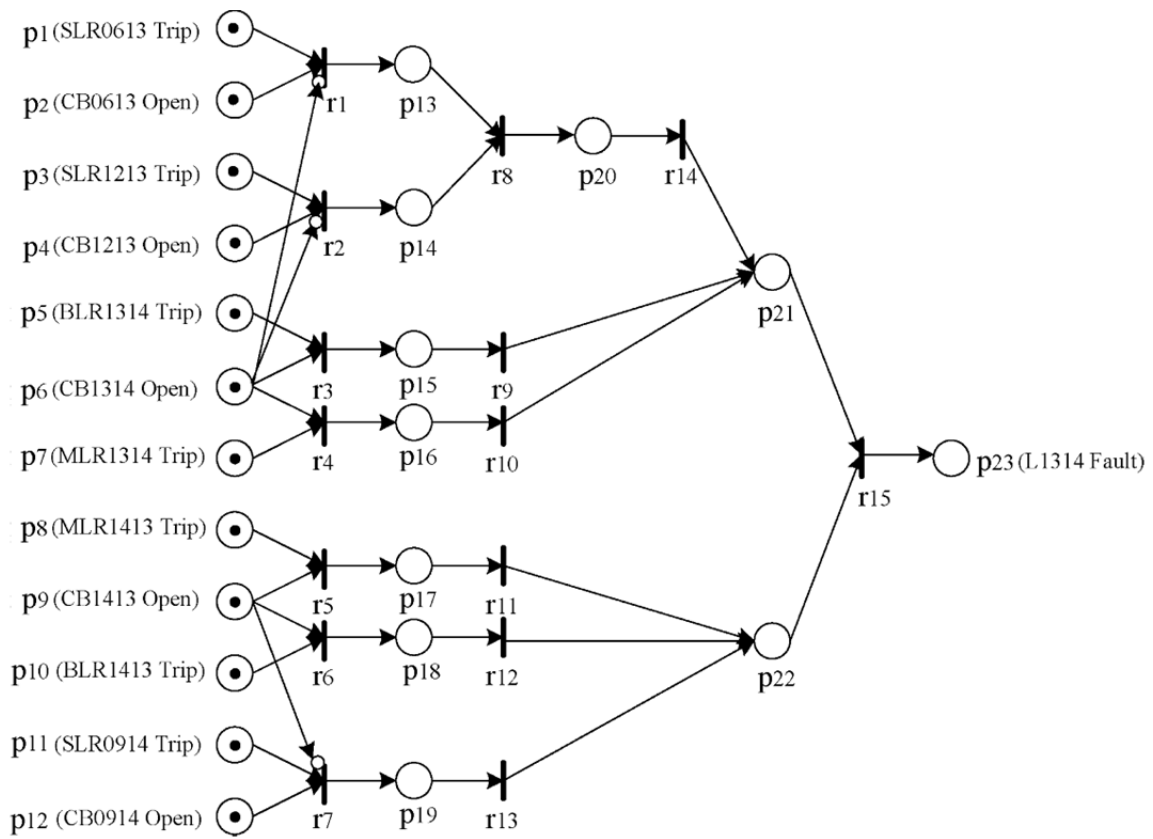 p1 (SLR0613 Trip)
p2 (CB0613 Open)
r1
p13
p3 (SLR1213 Trip)
r8
p20
r14
p4 (CB1213 Open)
r2
p14
p5 (BLR1314 Trip)
p21
p6 (CB1314 Open)
r3
p15
r9
p7 (MLR1314 Trip)
r4
p16
r10
p23 (L1314 Fault)
r15
p8 (MLR1413 Trip)
p9 (CB1413 Open)
r5
p17
r11
p10 (BLR1413 Trip)
r6
p18
r12
p22
p11 (SLR0914 Trip)
p12 (CB0914 Open)
r7
p19
r13